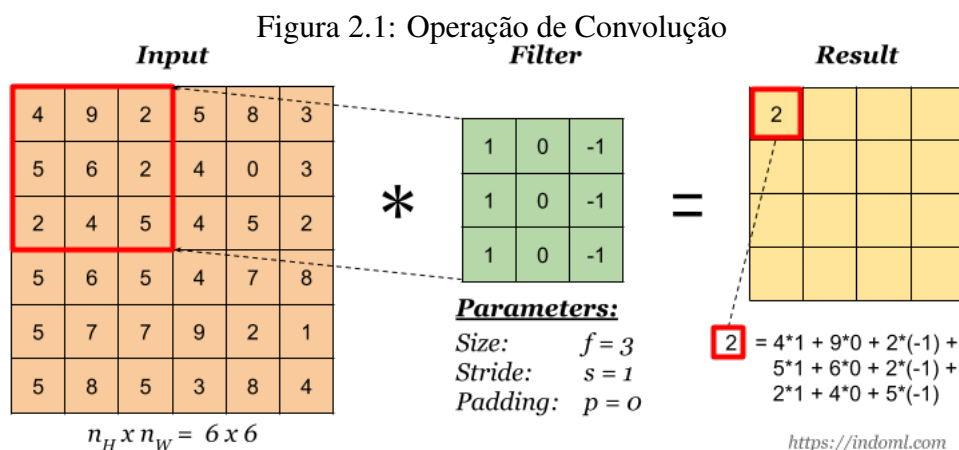 Figura 2.1: Operação de Convolução
Input Filter Result
4 9 2 5 8 3
5 6 2 4 0 3
2 4 5 4 5 2
5 6 5 4 7 8
5 7 7 9 2 1
5 8 5 3 8 4
n_H x n_W = 6 x 6
*
1 0 -1
1 0 -1
1 0 -1
Parameters:
Size: f = 3
Stride: s = 1
Padding: p = 0
=
2
2 = 4*1 + 9*0 + 2*(-1) +
5*1 + 6*0 + 2*(-1) +
2*1 + 4*0 + 5*(-1)
https://indoml.com